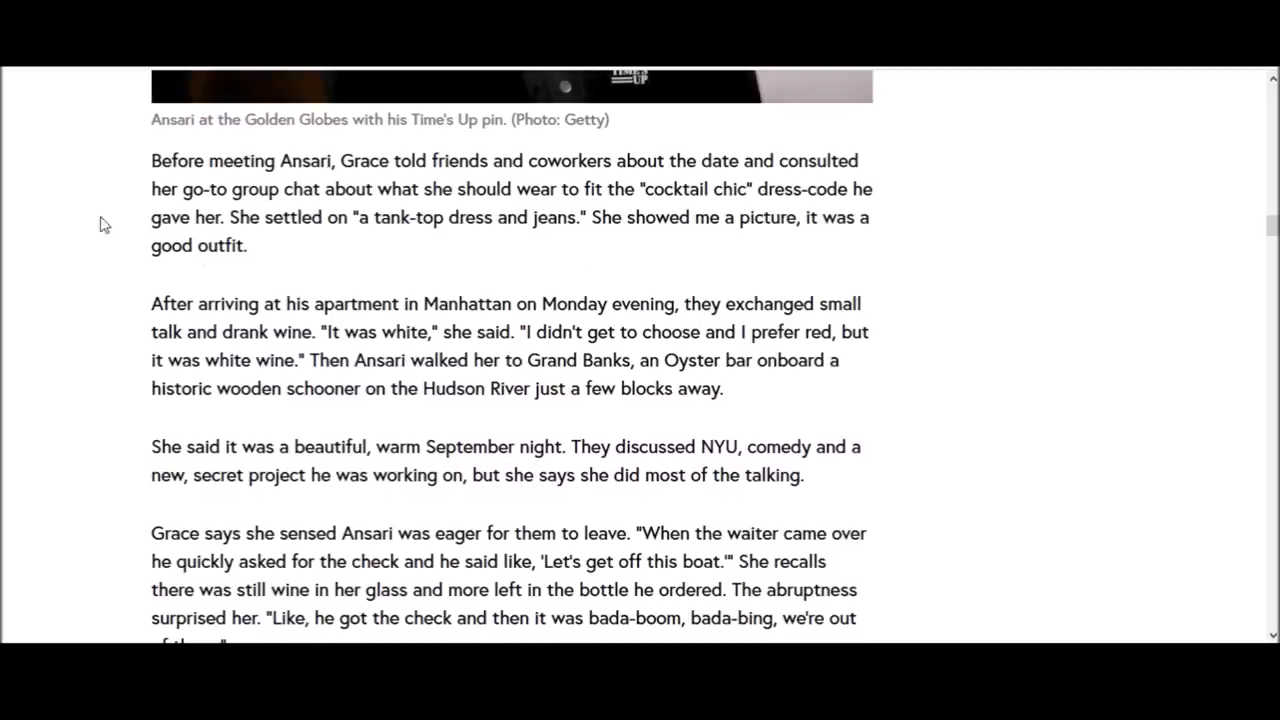 TIME'S
UP
Ansari at the Golden Globes with his Time's Up pin. (Photo: Getty)
Before meeting Ansari, Grace told friends and coworkers about the date and consulted
her go-to group chat about what she should wear to fit the "cocktail chic" dress-code he
gave her. She settled on "a tank-top dress and jeans." She showed me a picture, it was a
good outfit.
After arriving at his apartment in Manhattan on Monday evening, they exchanged small
talk and drank wine. "It was white," she said. "I didn't get to choose and I prefer red, but
it was white wine." Then Ansari walked her to Grand Banks, an Oyster bar onboard a
historic wooden schooner on the Hudson River just a few blocks away.
She said it was a beautiful, warm September night. They discussed NYU, comedy and a
new, secret project he was working on, but she says she did most of the talking.
Grace says she sensed Ansari was eager for them to leave. "When the waiter came over
he quickly asked for the check and he said like, 'Let's get off this boat.'" She recalls
there was still wine in her glass and more left in the bottle he ordered. The abruptness
surprised her. "Like, he got the check and then it was bada-boom, bada-bing, we're out